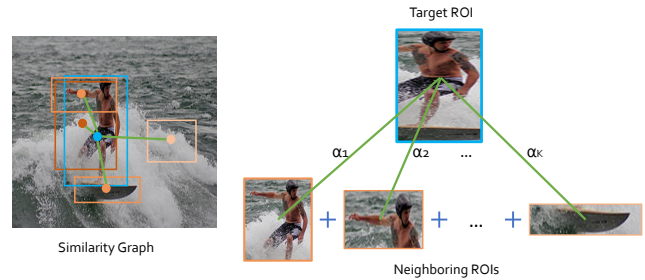 Target ROI
α1
α2
...
αK
+
+
...
+
Similarity Graph
Neighboring ROIs